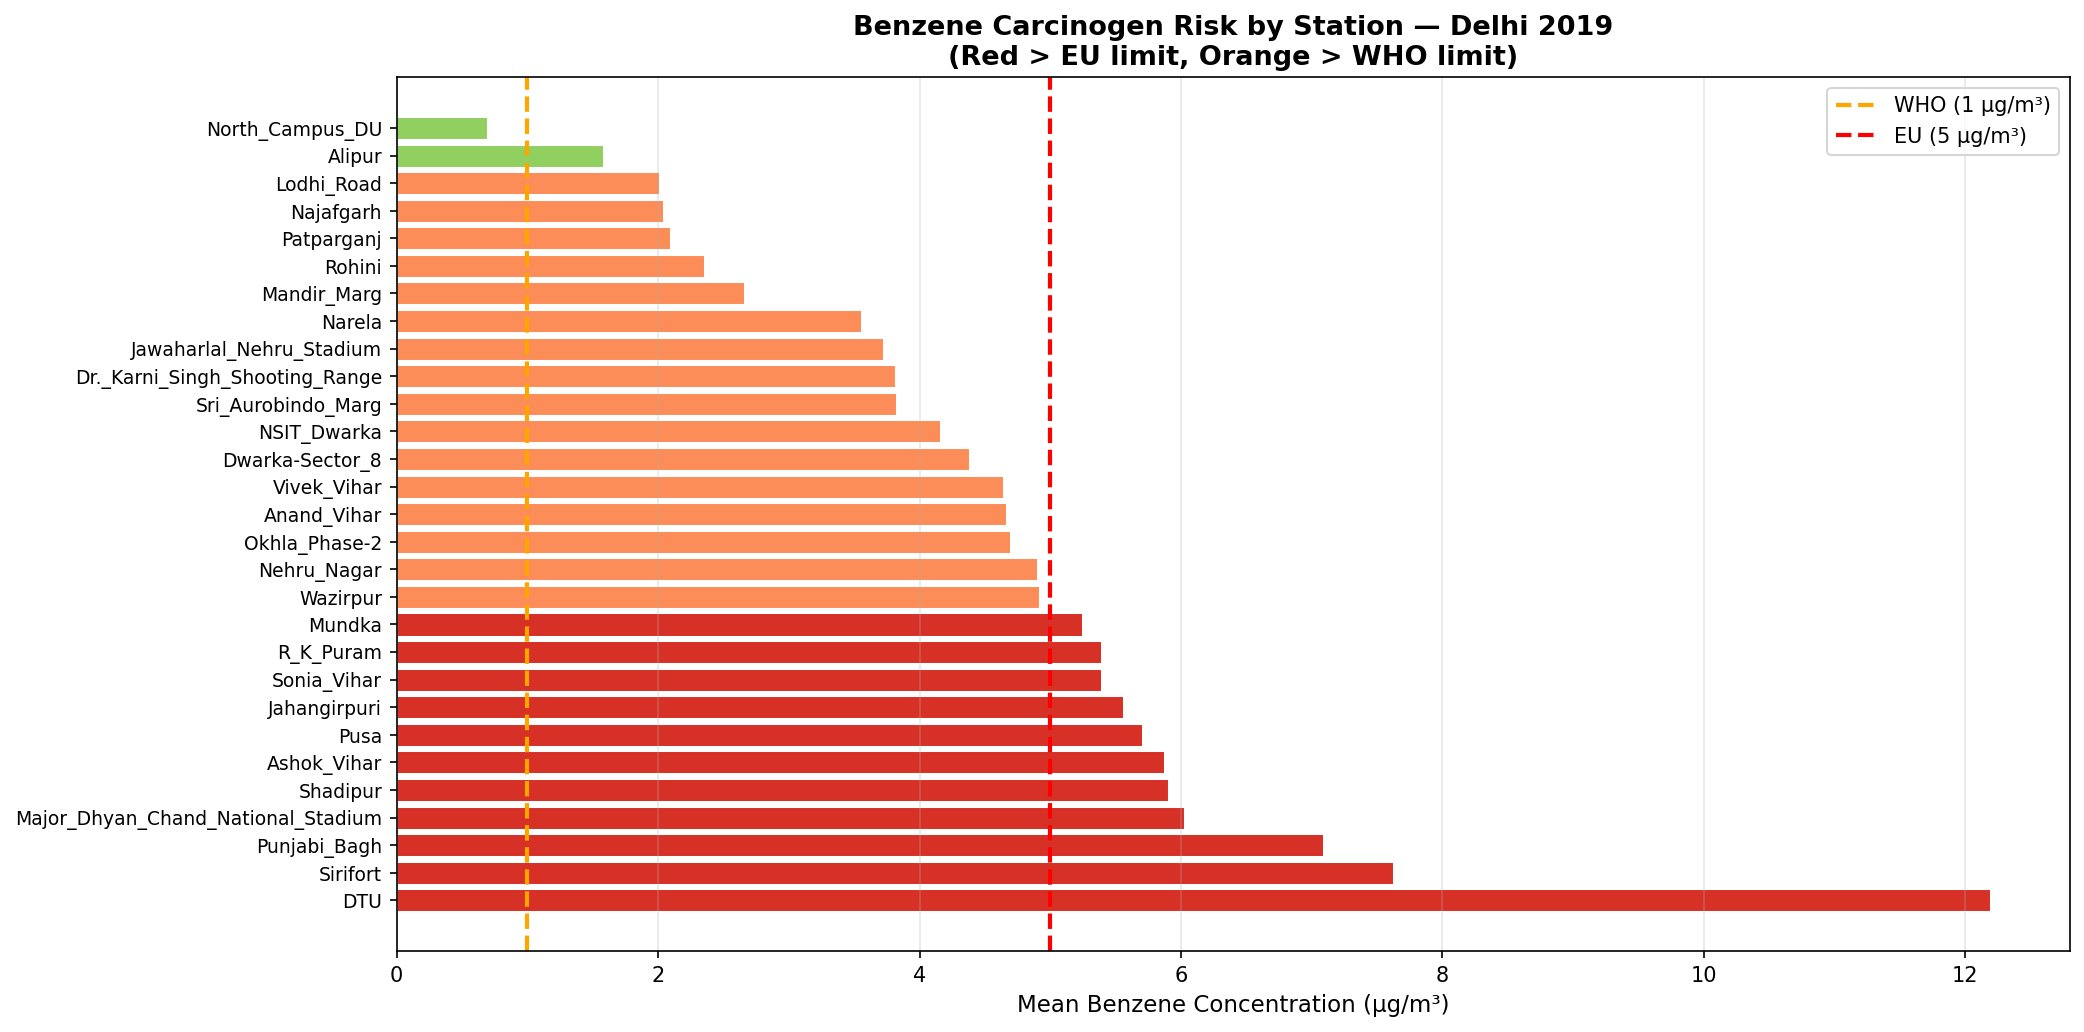 Benzene Carcinogen Risk by Station — Delhi 2019
(Red > EU limit, Orange > WHO limit)
WHO (1 µg/m³)
EU (5 µg/m³)
North_Campus_DU
Alipur
Lodhi_Road
Najafgarh
Patparganj
Rohini
Mandir_Marg
Narela
Jawaharlal_Nehru_Stadium
Dr._Karni_Singh_Shooting_Range
Sri_Aurobindo_Marg
NSIT_Dwarka
Dwarka-Sector_8
Vivek_Vihar
Anand_Vihar
Okhla_Phase-2
Nehru_Nagar
Wazirpur
Mundka
R_K_Puram
Sonia_Vihar
Jahangirpuri
Pusa
Ashok_Vihar
Shadipur
Major_Dhyan_Chand_National_Stadium
Punjabi_Bagh
Sirifort
DTU
0 2 4 6 8 10 12
Mean Benzene Concentration (µg/m³)